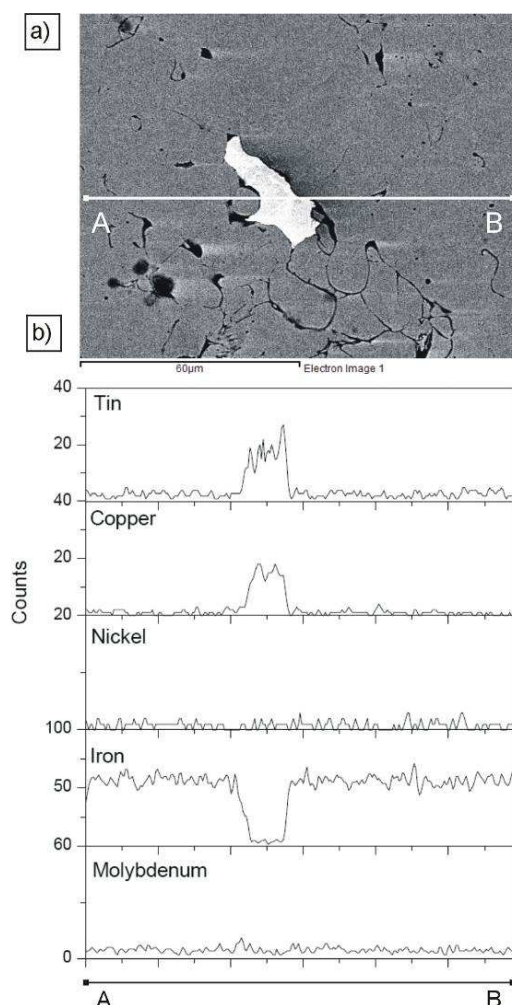 a)
A B
b)
60µm Electron Image 1
40
Tin
20
40
Copper
20
20
Nickel
100
Iron
50
60
Molybdenum
0
Counts
A B